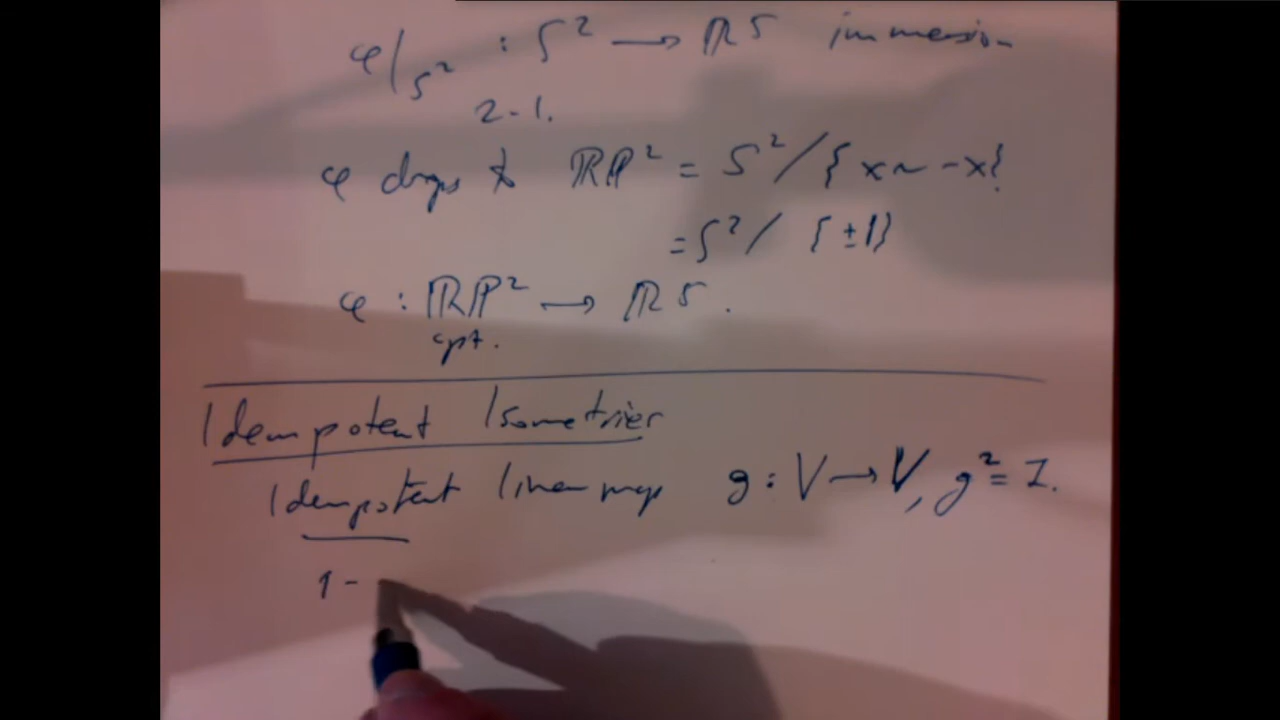 φ/S² : S² → ℝ5 immersion
2-1.
φ drops to ℝP² = S²/{x~-x}
= S²/{±1}
φ : ℝP² → ℝ5.
cpt.
Idempotent Isometries
Idempotent linear maps g : V → V, g² = I.
1-